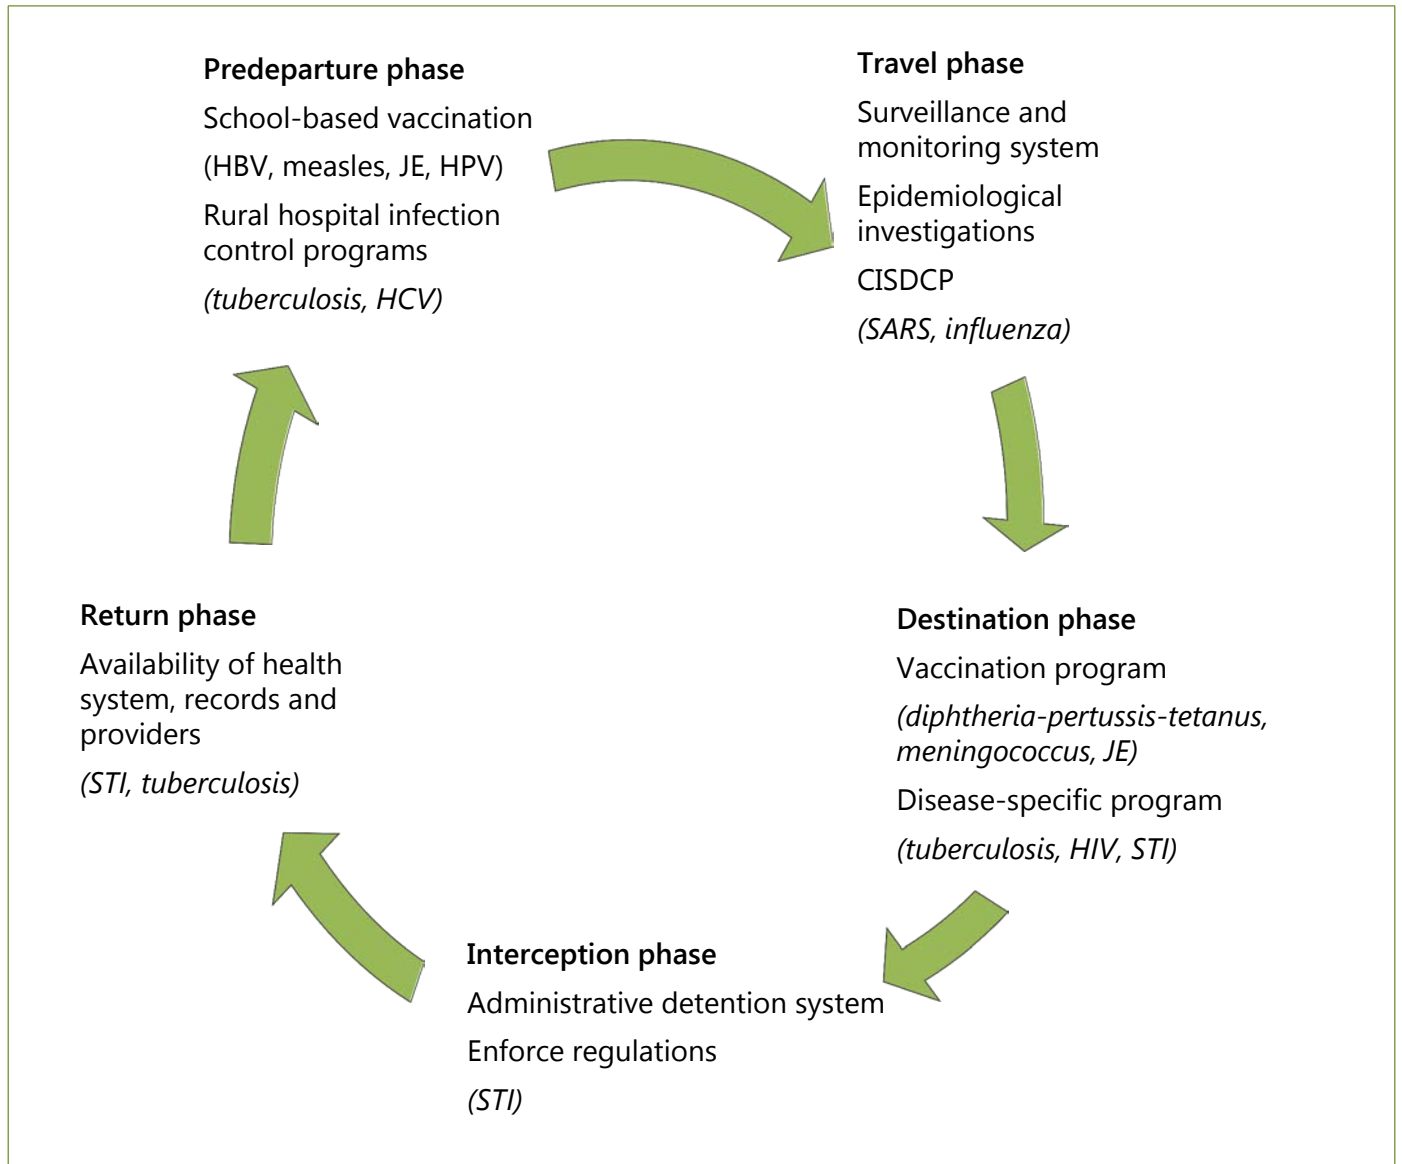 Predeparture phase
School-based vaccination
(HBV, measles, JE, HPV)
Rural hospital infection
control programs
(tuberculosis, HCV)
Travel phase
Surveillance and
monitoring system
Epidemiological
investigations
CISDCP
(SARS, influenza)
Destination phase
Vaccination program
(diphtheria-pertussis-tetanus,
meningococcus, JE)
Disease-specific program
(tuberculosis, HIV, STI)
Interception phase
Administrative detention system
Enforce regulations
(STI)
Return phase
Availability of health
system, records and
providers
(STI, tuberculosis)